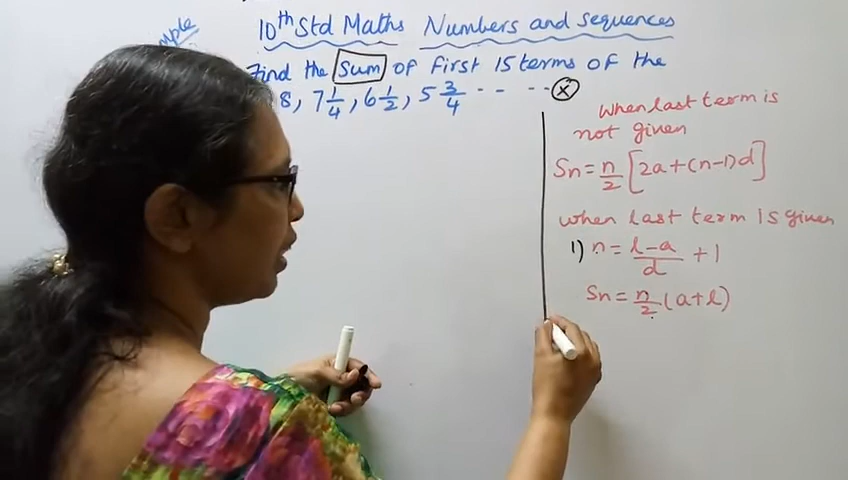 10th Std Maths Numbers and sequences
ple
Find the Sum of First 15 terms of the
8, 7 1/4, 6 1/2, 5 3/4 - - - - - x
when last term is
not given
Sn = n/2 [2a+(n-1)d]
when last term is given
1) n = l-a/d + 1
Sn = n/2 (a+l)